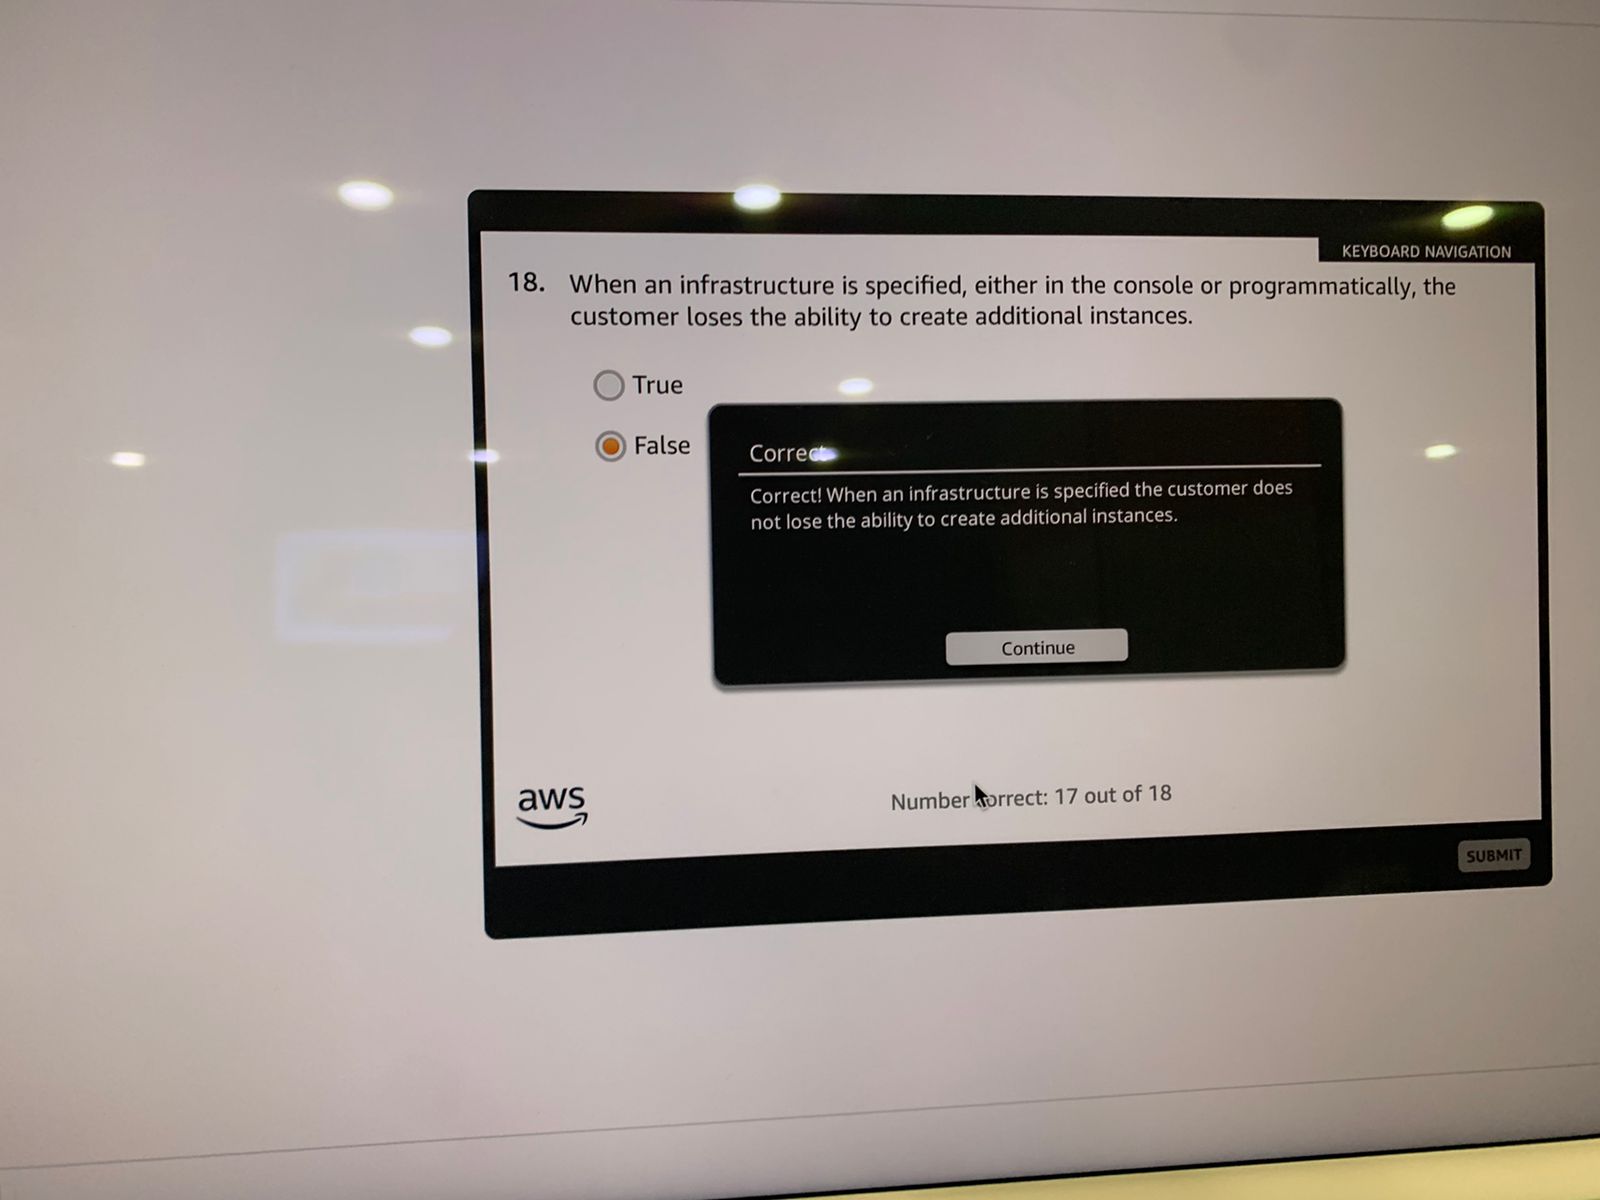 KEYBOARD NAVIGATION
18. When an infrastructure is specified, either in the console or programmatically, the
customer loses the ability to create additional instances.
True
False
Correct
Correct! When an infrastructure is specified the customer does
not lose the ability to create additional instances.
Continue
aws
Number correct: 17 out of 18
SUBMIT